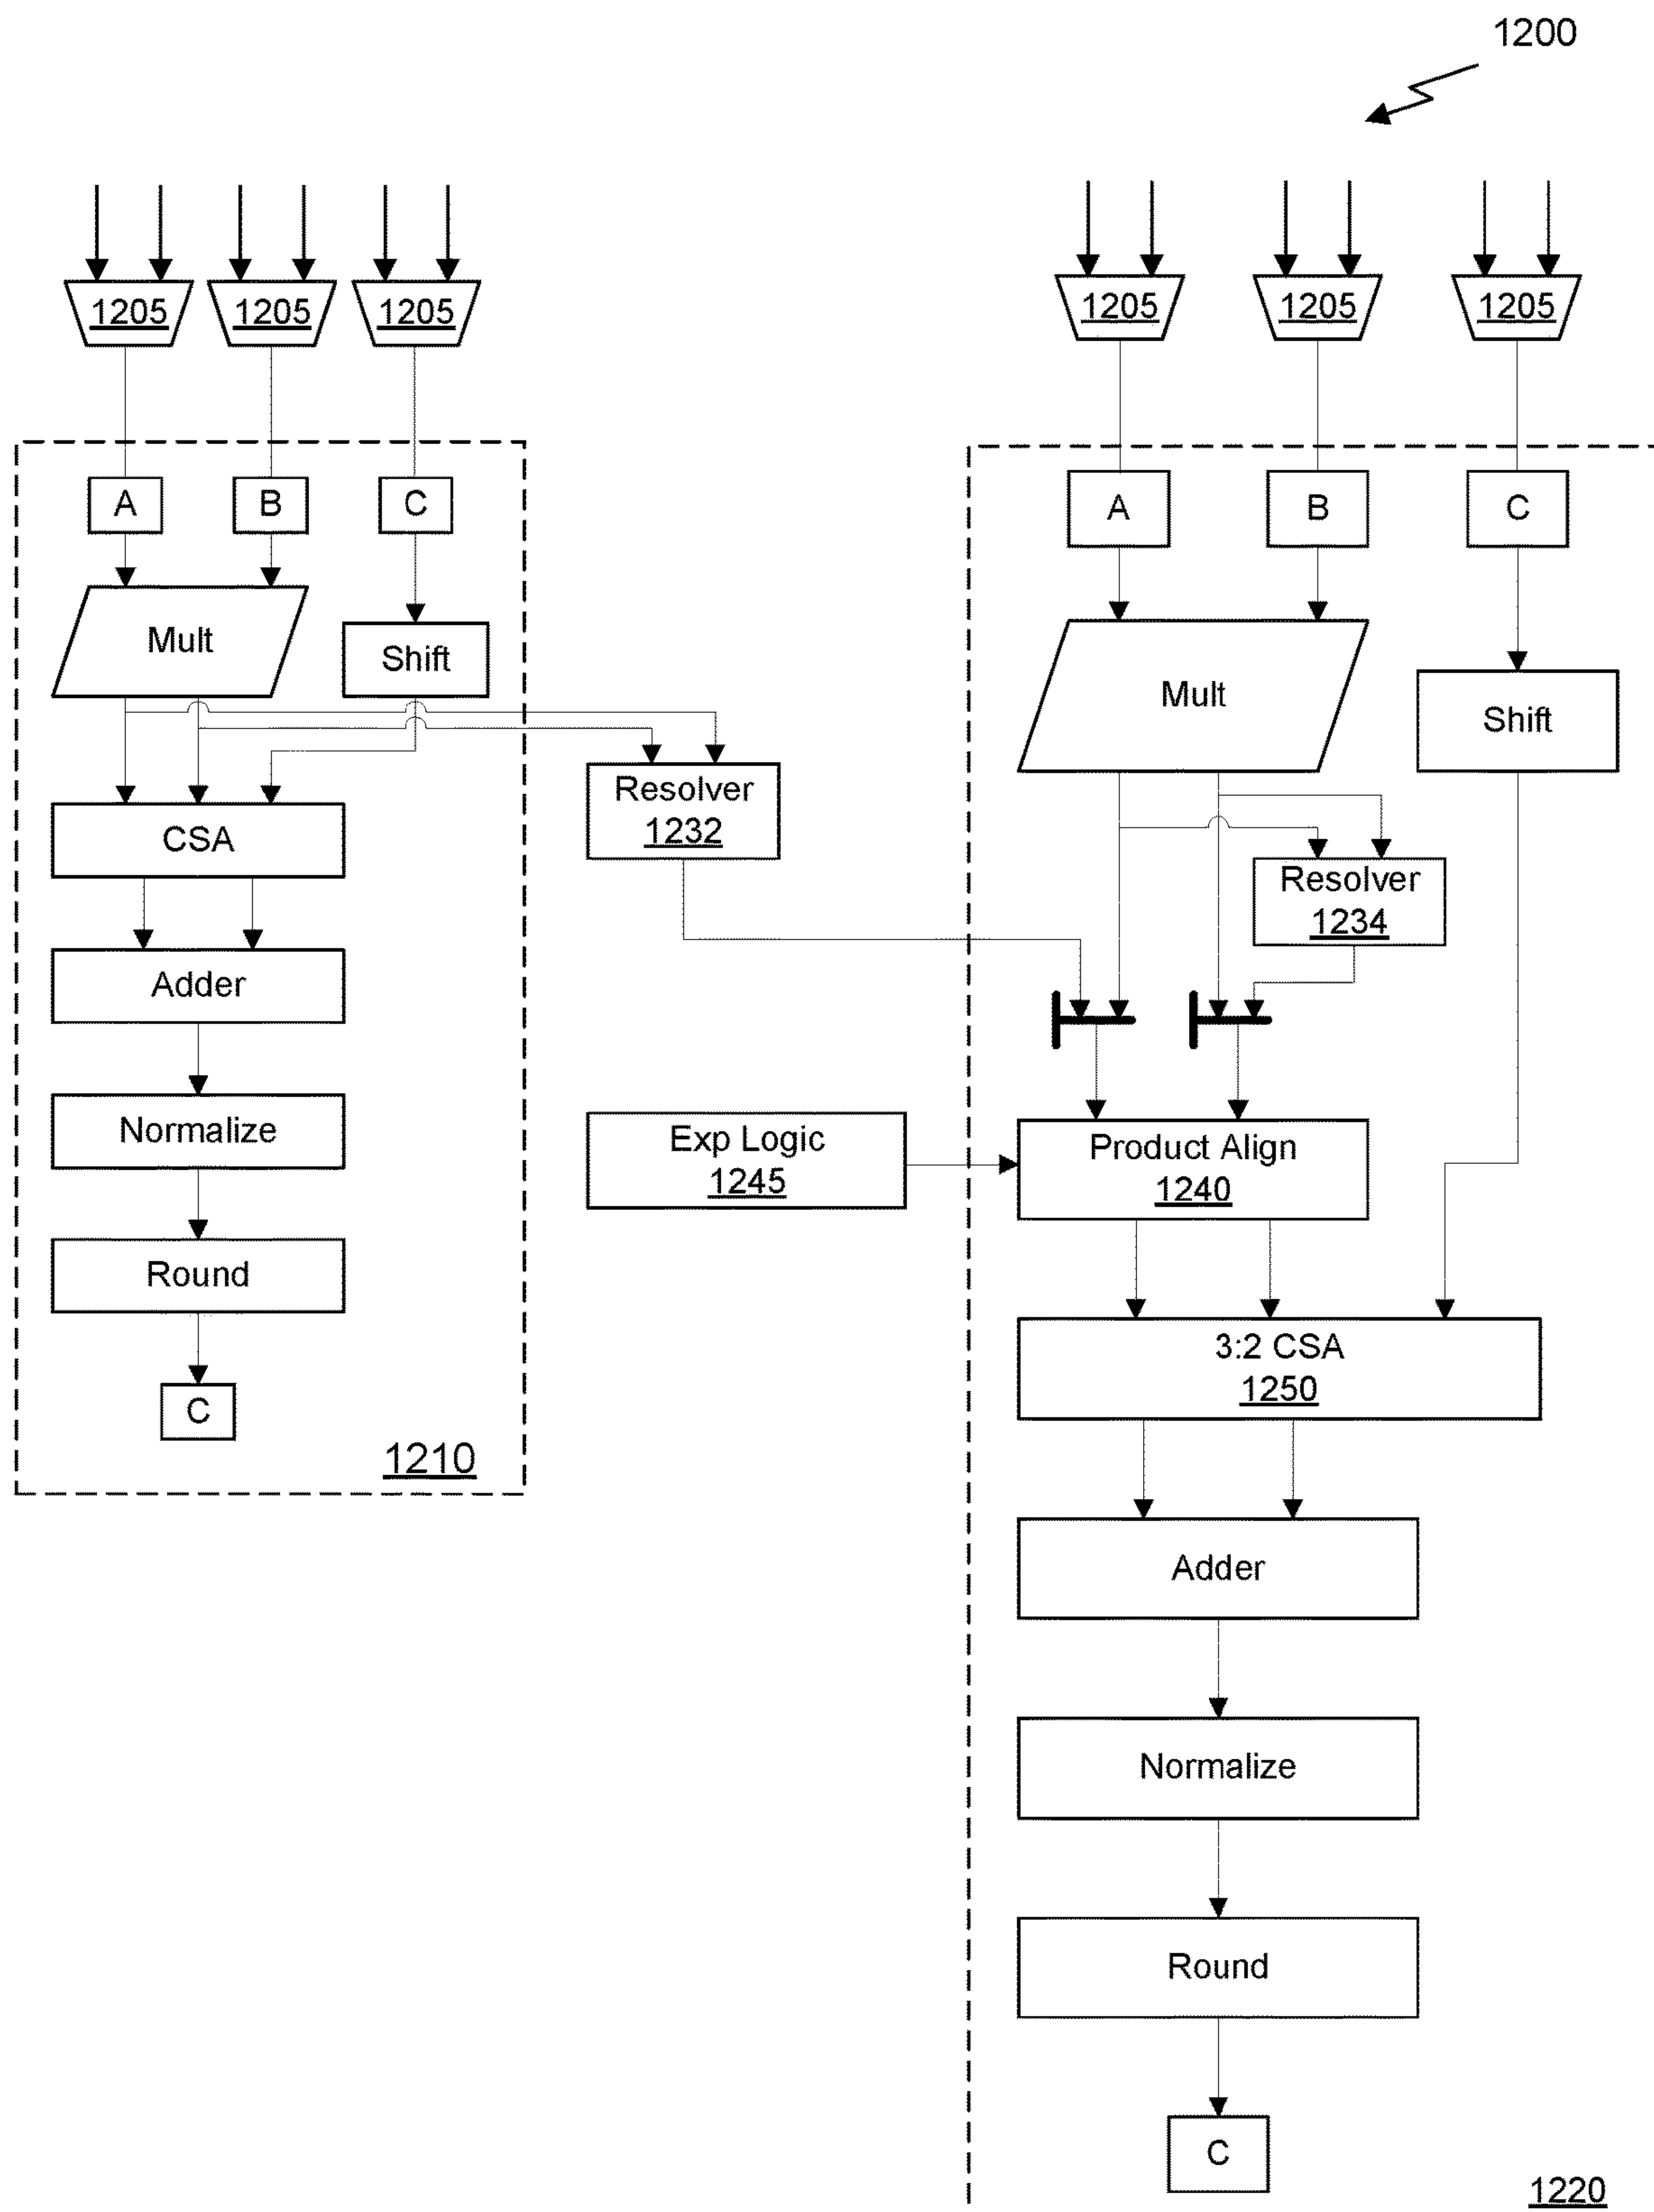 1200
1205
1205
1205
1205
1205
1205
A
B
C
Mult
Shift
CSA
Adder
Normalize
Round
C
1210
Resolver
1232
Exp Logic
1245
A
B
C
Mult
Shift
Resolver
1234
Product Align
1240
3:2 CSA
1250
Adder
Normalize
Round
C
1220